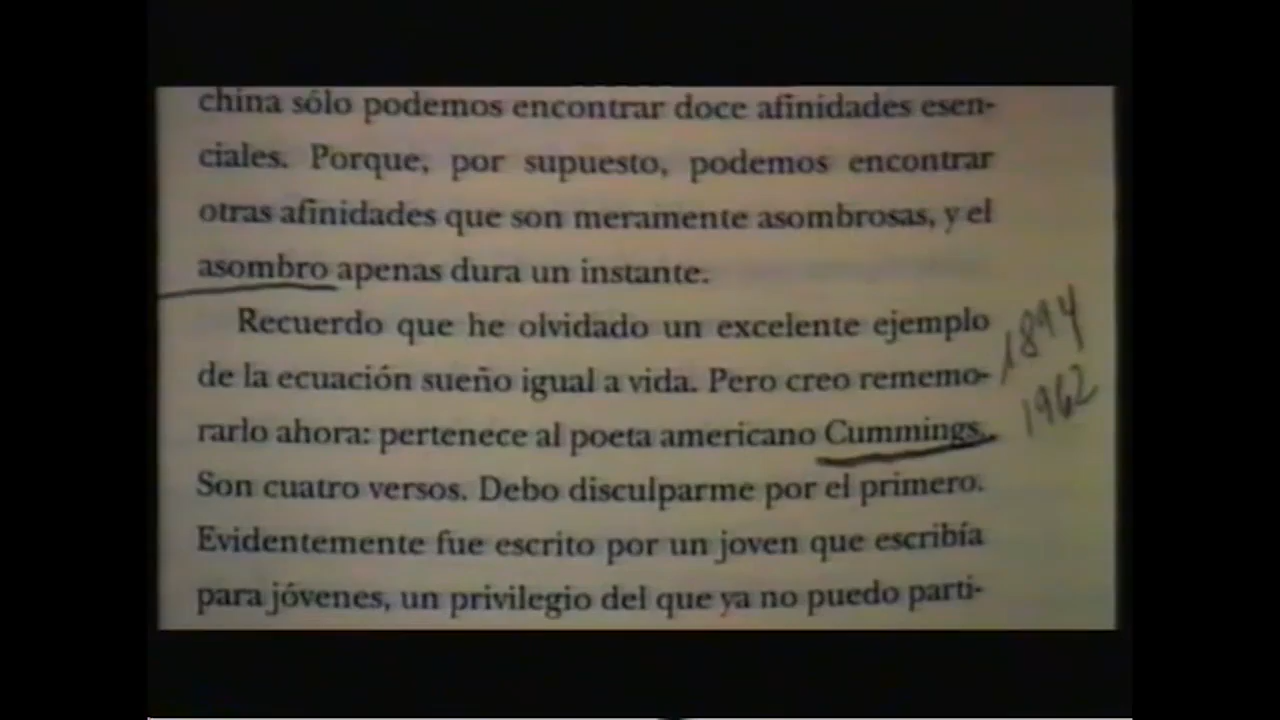 china sólo podemos encontrar doce afinidades esen-
ciales. Porque, por supuesto, podemos encontrar
otras afinidades que son meramente asombrosas, y el
asombro apenas dura un instante.
Recuerdo que he olvidado un excelente ejemplo
de la ecuación sueño igual a vida. Pero creo rememo-
rarlo ahora: pertenece al poeta americano Cummings.
Son cuatro versos. Debo disculparme por el primero.
Evidentemente fue escrito por un joven que escribía
para jóvenes, un privilegio del que ya no puedo parti-
1894
1962